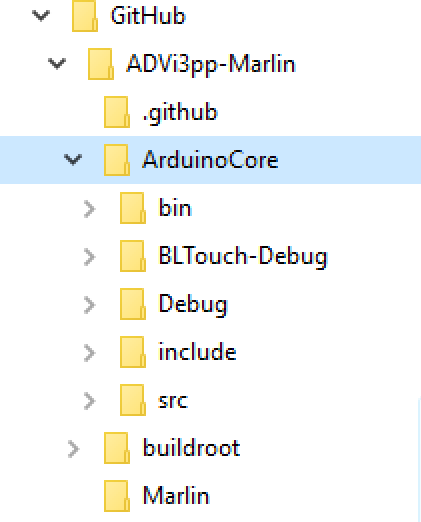 GitHub
ADVi3pp-Marlin
.github
ArduinoCore
bin
BLTouch-Debug
Debug
include
src
buildroot
Marlin